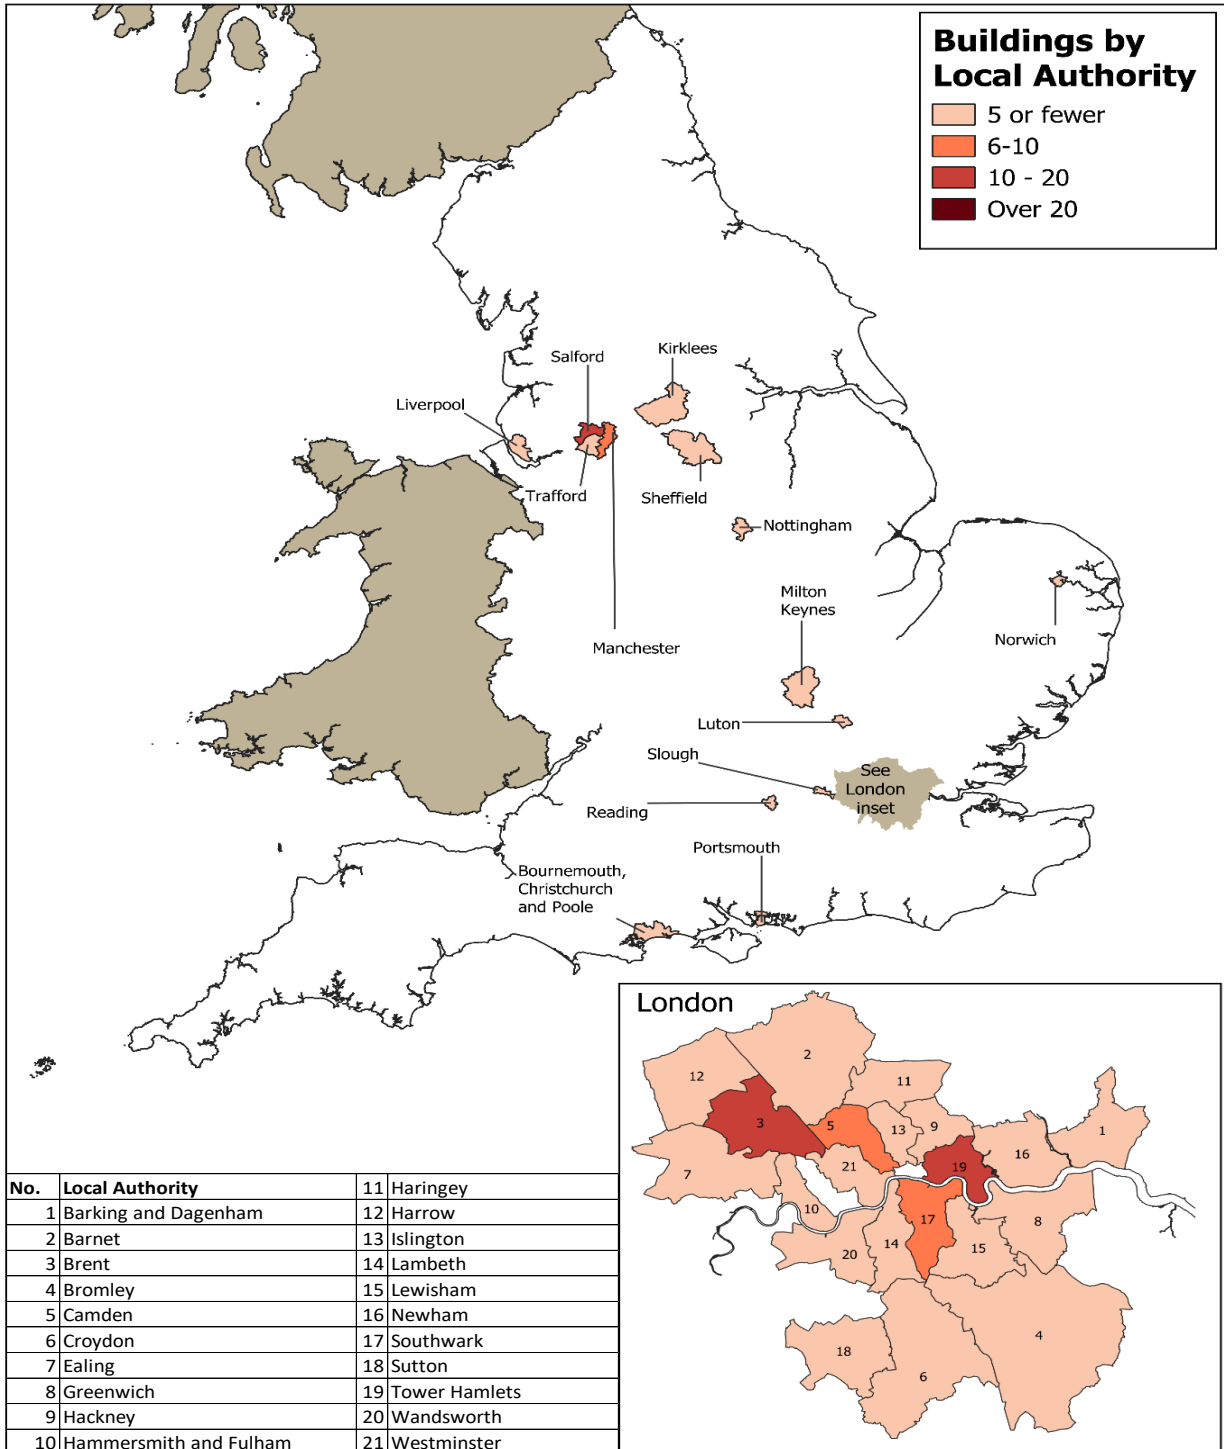 Buildings by
Local Authority
5 or fewer
6-10
10 - 20
Over 20
Salford
Kirklees
Liverpool
Trafford
Sheffield
Nottingham
Milton
Keynes
Norwich
Manchester
Luton
Slough
See
London
inset
Reading
Portsmouth
Bournemouth,
Christchurch
and Poole
London
2
12
11
3
5
13
9
1
19
16
7
21
10
17
8
20
14
15
18
6
4
No. Local Authority
1 Barking and Dagenham
2 Barnet
3 Brent
4 Bromley
5 Camden
6 Croydon
7 Ealing
8 Greenwich
9 Hackney
10 Hammersmith and Fulham
11 Haringey
12 Harrow
13 Islington
14 Lambeth
15 Lewisham
16 Newham
17 Southwark
18 Sutton
19 Tower Hamlets
20 Wandsworth
21 Westminster